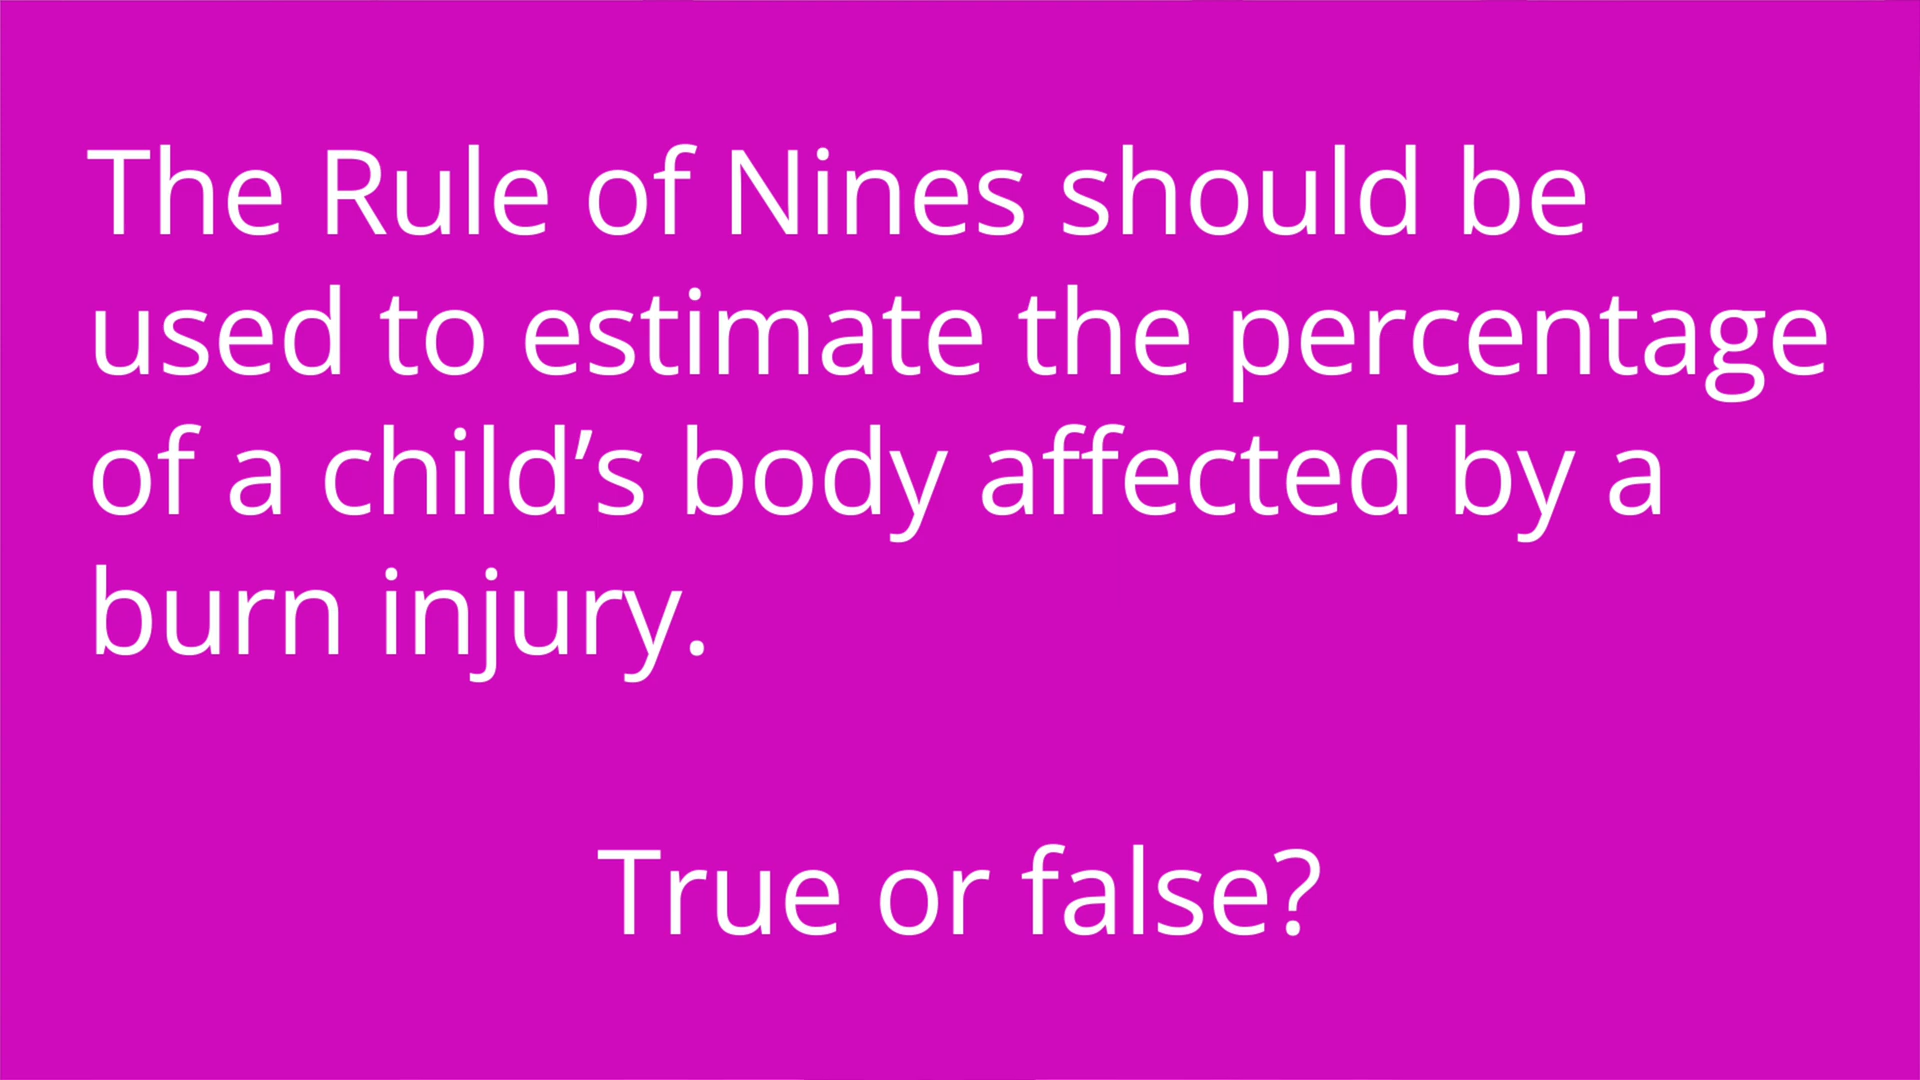 The Rule of Nines should be
used to estimate the percentage
of a child’s body affected by a
burn injury.
True or false?